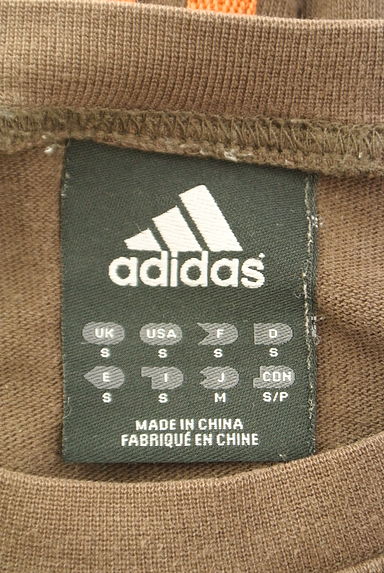 adidas
UK USA F D
S S S S
E I J CDN
S S M S/P
MADE IN CHINA
FABRIQUÉ EN CHINE